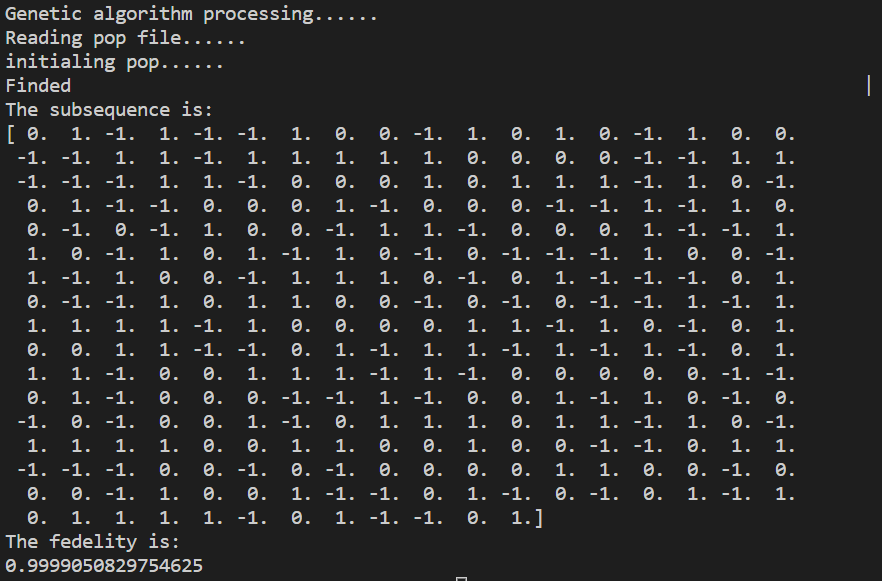 Genetic algorithm processing......
Reading pop file......
initialing pop......
Finded
The subsequence is:
[ 0.  1. -1.  1. -1. -1.  1.  0.  0. -1.  1.  0.  1.  0. -1.  1.  0.  0.
 -1. -1.  1.  1. -1.  1.  1.  1.  1.  1.  0.  0.  0.  0. -1. -1.  1.  1.
 -1. -1. -1.  1.  1. -1.  0.  0.  0.  1.  0.  1.  1.  1. -1.  1.  0. -1.
  0.  1. -1. -1.  0.  0.  0.  1. -1.  0.  0.  0. -1. -1.  1. -1.  1.  0.
  0. -1.  0. -1.  1.  0.  0. -1.  1.  1. -1.  0.  0.  0.  1. -1. -1.  1.
  1.  0. -1.  1.  0.  1. -1.  1.  0. -1.  0. -1. -1. -1.  1.  0.  0. -1.
  1. -1.  1.  0.  0. -1.  1.  1.  1.  0. -1.  0.  1. -1. -1. -1.  0.  1.
  0. -1. -1.  1.  0.  1.  1.  0.  0. -1.  0. -1.  0. -1. -1.  1. -1.  1.
  1.  1.  1.  1. -1.  1.  0.  0.  0.  0.  1.  1. -1.  1.  0. -1.  0.  1.
  0.  0.  1.  1. -1. -1.  0.  1. -1.  1.  1. -1.  1. -1.  1. -1.  0.  1.
  1.  1. -1.  0.  0.  1.  1.  1. -1.  1. -1.  0.  0.  0.  0.  0. -1. -1.
  0.  1. -1.  0.  0.  0. -1. -1.  1. -1.  0.  0.  1. -1.  1.  0. -1.  0.
 -1.  0. -1.  0.  0.  1. -1.  0.  1.  1.  1.  0.  1.  1. -1.  1.  0. -1.
  1.  1.  1.  1.  0.  0.  1.  1.  0.  0.  1.  0.  0. -1. -1.  0.  1.  1.
 -1. -1. -1.  0.  0. -1.  0. -1.  0.  0.  0.  0.  1.  1.  0.  0. -1.  0.
  0.  0. -1.  1.  0.  0.  1. -1. -1.  0.  1. -1.  0. -1.  0.  1. -1.  1.
  0.  1.  1.  1.  1. -1.  0.  1. -1. -1.  0.  1.]
The fedelity is:
0.9999050829754625